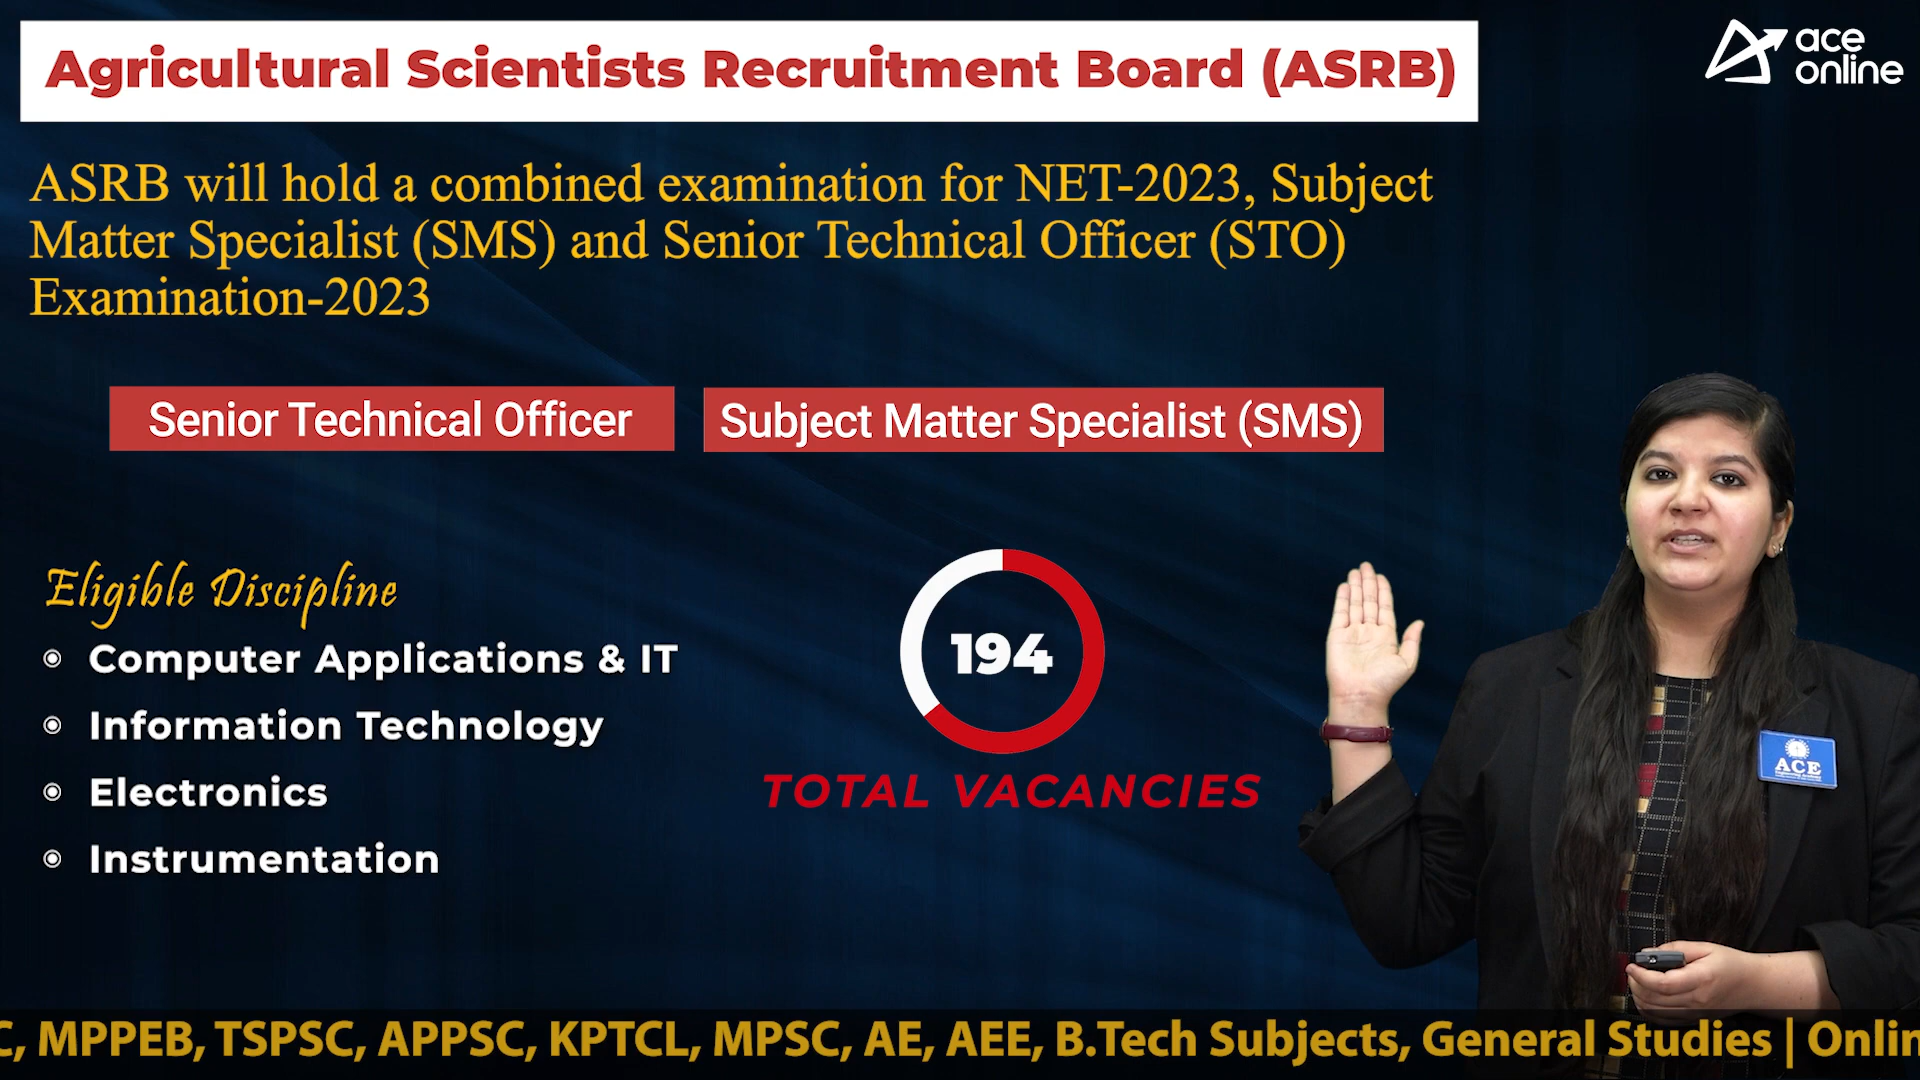 Agricultural Scientists Recruitment Board (ASRB)
ace
online
ASRB will hold a combined examination for NET-2023, Subject
Matter Specialist (SMS) and Senior Technical Officer (STO)
Examination-2023
Senior Technical Officer
Subject Matter Specialist (SMS)
Eligible Discipline
Computer Applications & IT
Information Technology
Electronics
Instrumentation
194
TOTAL VACANCIES
ACE
C, MPPEB, TSPSC, APPSC, KPTCL, MPSC, AE, AEE, B.Tech Subjects, General Studies | Onlin